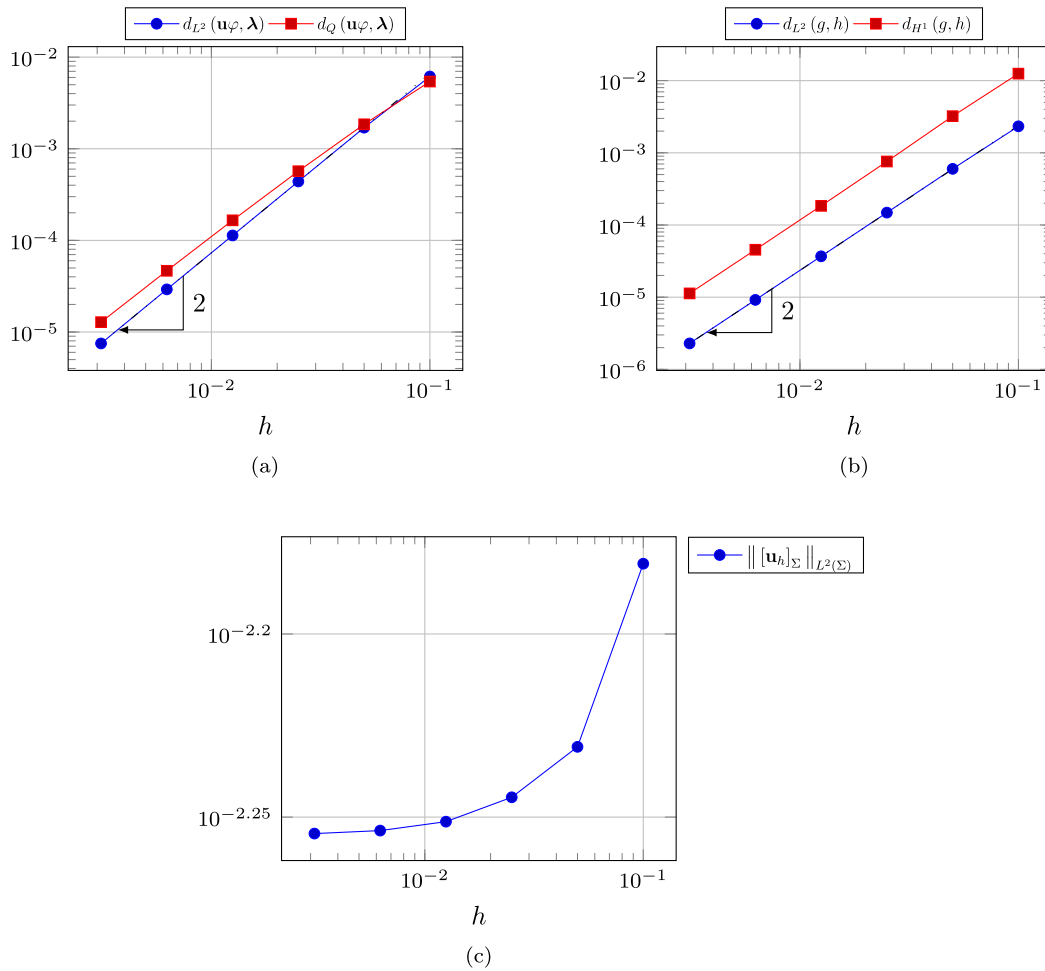 d_{L^2}(𝐮φ, 𝝀) d_Q(𝐮φ, 𝝀)
10^{-2}
10^{-3}
10^{-4}
10^{-5}
2
10^{-2} 10^{-1}
h
(a)
d_{L^2}(g, h) d_{H^1}(g, h)
10^{-2}
10^{-3}
10^{-4}
10^{-5}
10^{-6}
2
10^{-2} 10^{-1}
h
(b)
‖ [𝐮_h]_Σ ‖_{L^2(Σ)}
10^{-2.2}
10^{-2.25}
10^{-2} 10^{-1}
h
(c)